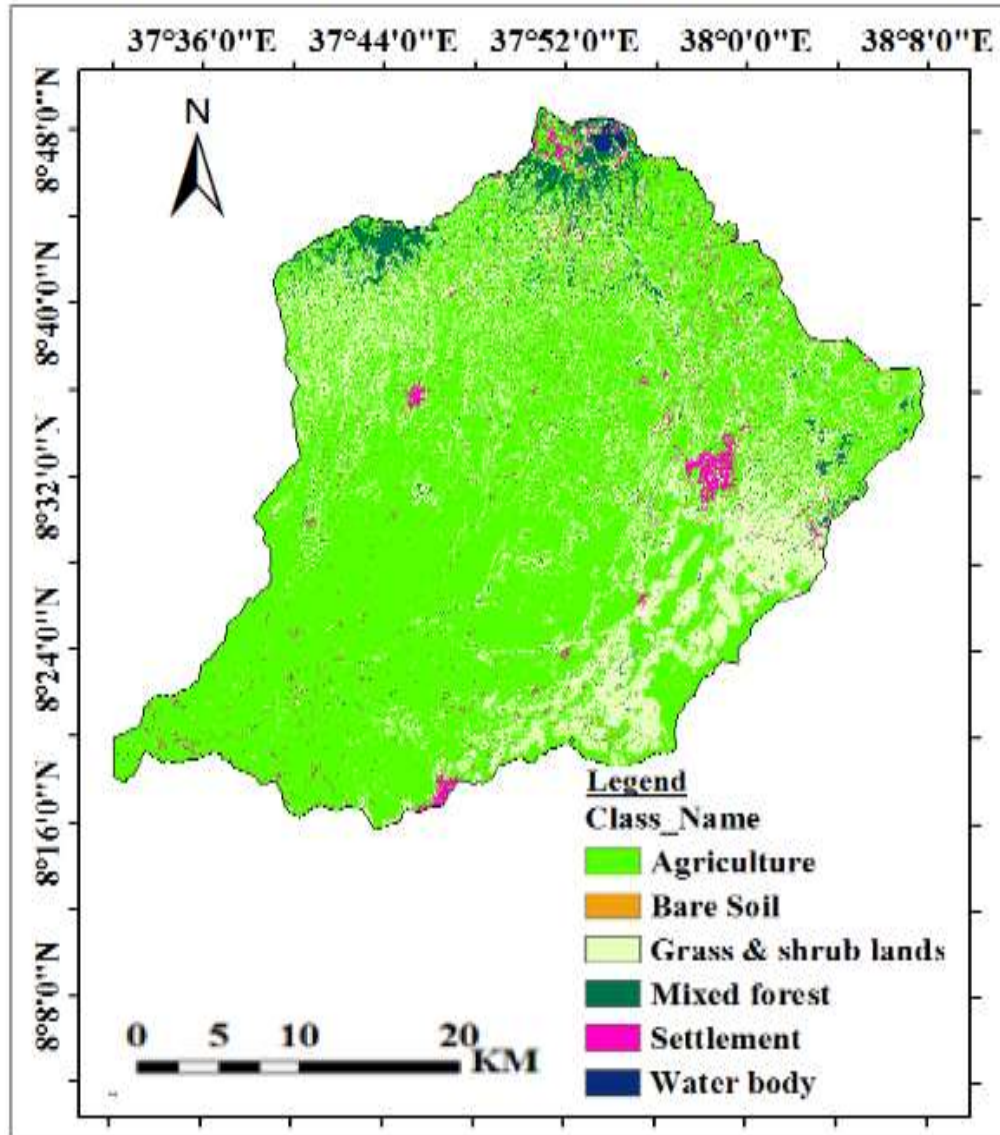 37°36'0"E 37°44'0"E 37°52'0"E 38°0'0"E 38°8'0"E
8°48'0"N
8°40'0"N
8°32'0"N
8°24'0"N
8°16'0"N
8°8'0"N
N
Legend
Class_Name
Agriculture
Bare Soil
Grass & shrub lands
Mixed forest
Settlement
Water body
0 5 10 20
KM